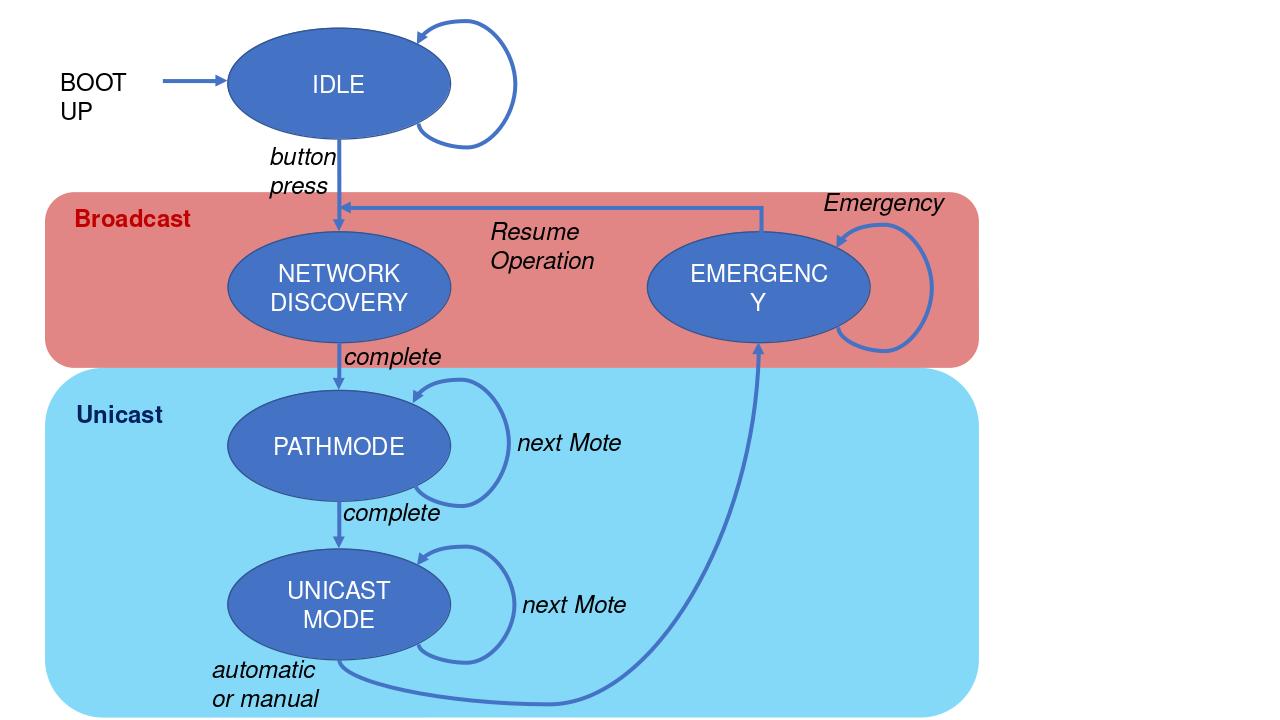 BOOT
UP
IDLE
button
press
Broadcast
Emergency
Resume
Operation
NETWORK
DISCOVERY
EMERGENC
Y
complete
Unicast
PATHMODE
next Mote
complete
UNICAST
MODE
next Mote
automatic
or manual